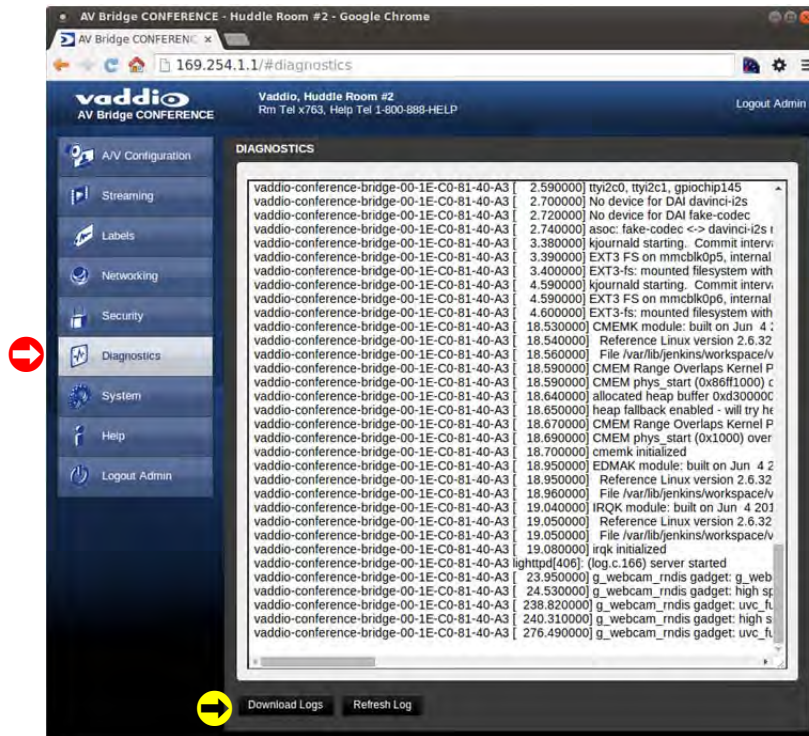 AV Bridge CONFERENCE - Huddle Room #2 - Google Chrome
AV Bridge CONFERENC ×
169.254.1.1/#diagnostics
vaddio
AV Bridge CONFERENCE
Vaddio, Huddle Room #2
Rm Tel x763, Help Tel 1-800-888-HELP
Logout Admin
A/V Configuration
Streaming
Labels
Networking
Security
Diagnostics
System
Help
Logout Admin
DIAGNOSTICS
vaddio-conference-bridge-00-1E-C0-81-40-A3 [ 2.590000] ttyi2c0, ttyi2c1, gpiochip145
vaddio-conference-bridge-00-1E-C0-81-40-A3 [ 2.700000] No device for DAI davinci-i2s
vaddio-conference-bridge-00-1E-C0-81-40-A3 [ 2.720000] No device for DAI fake-codec
vaddio-conference-bridge-00-1E-C0-81-40-A3 [ 2.740000] asoc: fake-codec <-> davinci-i2s
vaddio-conference-bridge-00-1E-C0-81-40-A3 [ 3.380000] kjournald starting. Commit interv
vaddio-conference-bridge-00-1E-C0-81-40-A3 [ 3.390000] EXT3 FS on mmcblk0p5, internal
vaddio-conference-bridge-00-1E-C0-81-40-A3 [ 3.400000] EXT3-fs: mounted filesystem with
vaddio-conference-bridge-00-1E-C0-81-40-A3 [ 4.590000] kjournald starting. Commit interv
vaddio-conference-bridge-00-1E-C0-81-40-A3 [ 4.590000] EXT3 FS on mmcblk0p6, internal
vaddio-conference-bridge-00-1E-C0-81-40-A3 [ 4.600000] EXT3-fs: mounted filesystem with
vaddio-conference-bridge-00-1E-C0-81-40-A3 [ 18.530000] CMEMK module: built on Jun 4
vaddio-conference-bridge-00-1E-C0-81-40-A3 [ 18.540000] Reference Linux version 2.6.32
vaddio-conference-bridge-00-1E-C0-81-40-A3 [ 18.560000] File /var/lib/jenkins/workspace/v
vaddio-conference-bridge-00-1E-C0-81-40-A3 [ 18.590000] CMEM Range Overlaps Kernel P
vaddio-conference-bridge-00-1E-C0-81-40-A3 [ 18.590000] CMEM phys_start (0x86ff1000)
vaddio-conference-bridge-00-1E-C0-81-40-A3 [ 18.640000] allocated heap buffer 0xd300000
vaddio-conference-bridge-00-1E-C0-81-40-A3 [ 18.650000] heap fallback enabled - will try he
vaddio-conference-bridge-00-1E-C0-81-40-A3 [ 18.670000] CMEM Range Overlaps Kernel P
vaddio-conference-bridge-00-1E-C0-81-40-A3 [ 18.690000] CMEM phys_start (0x1000) over
vaddio-conference-bridge-00-1E-C0-81-40-A3 [ 18.700000] cmemk initialized
vaddio-conference-bridge-00-1E-C0-81-40-A3 [ 18.950000] EDMAK module: built on Jun 4 2
vaddio-conference-bridge-00-1E-C0-81-40-A3 [ 18.950000] Reference Linux version 2.6.32
vaddio-conference-bridge-00-1E-C0-81-40-A3 [ 18.960000] File /var/lib/jenkins/workspace/v
vaddio-conference-bridge-00-1E-C0-81-40-A3 [ 19.040000] IRQK module: built on Jun 4 201
vaddio-conference-bridge-00-1E-C0-81-40-A3 [ 19.050000] Reference Linux version 2.6.32
vaddio-conference-bridge-00-1E-C0-81-40-A3 [ 19.050000] File /var/lib/jenkins/workspace/v
vaddio-conference-bridge-00-1E-C0-81-40-A3 [ 19.080000] irqk initialized
vaddio-conference-bridge-00-1E-C0-81-40-A3 lighttpd[406]: (log.c.166) server started
vaddio-conference-bridge-00-1E-C0-81-40-A3 [ 23.950000] g_webcam_rndis gadget: g_web
vaddio-conference-bridge-00-1E-C0-81-40-A3 [ 24.530000] g_webcam_rndis gadget: high sp
vaddio-conference-bridge-00-1E-C0-81-40-A3 [ 238.820000] g_webcam_rndis gadget: uvc_fu
vaddio-conference-bridge-00-1E-C0-81-40-A3 [ 240.310000] g_webcam_rndis gadget: high s
vaddio-conference-bridge-00-1E-C0-81-40-A3 [ 276.490000] g_webcam_rndis gadget: uvc_fu
Download Logs
Refresh Log